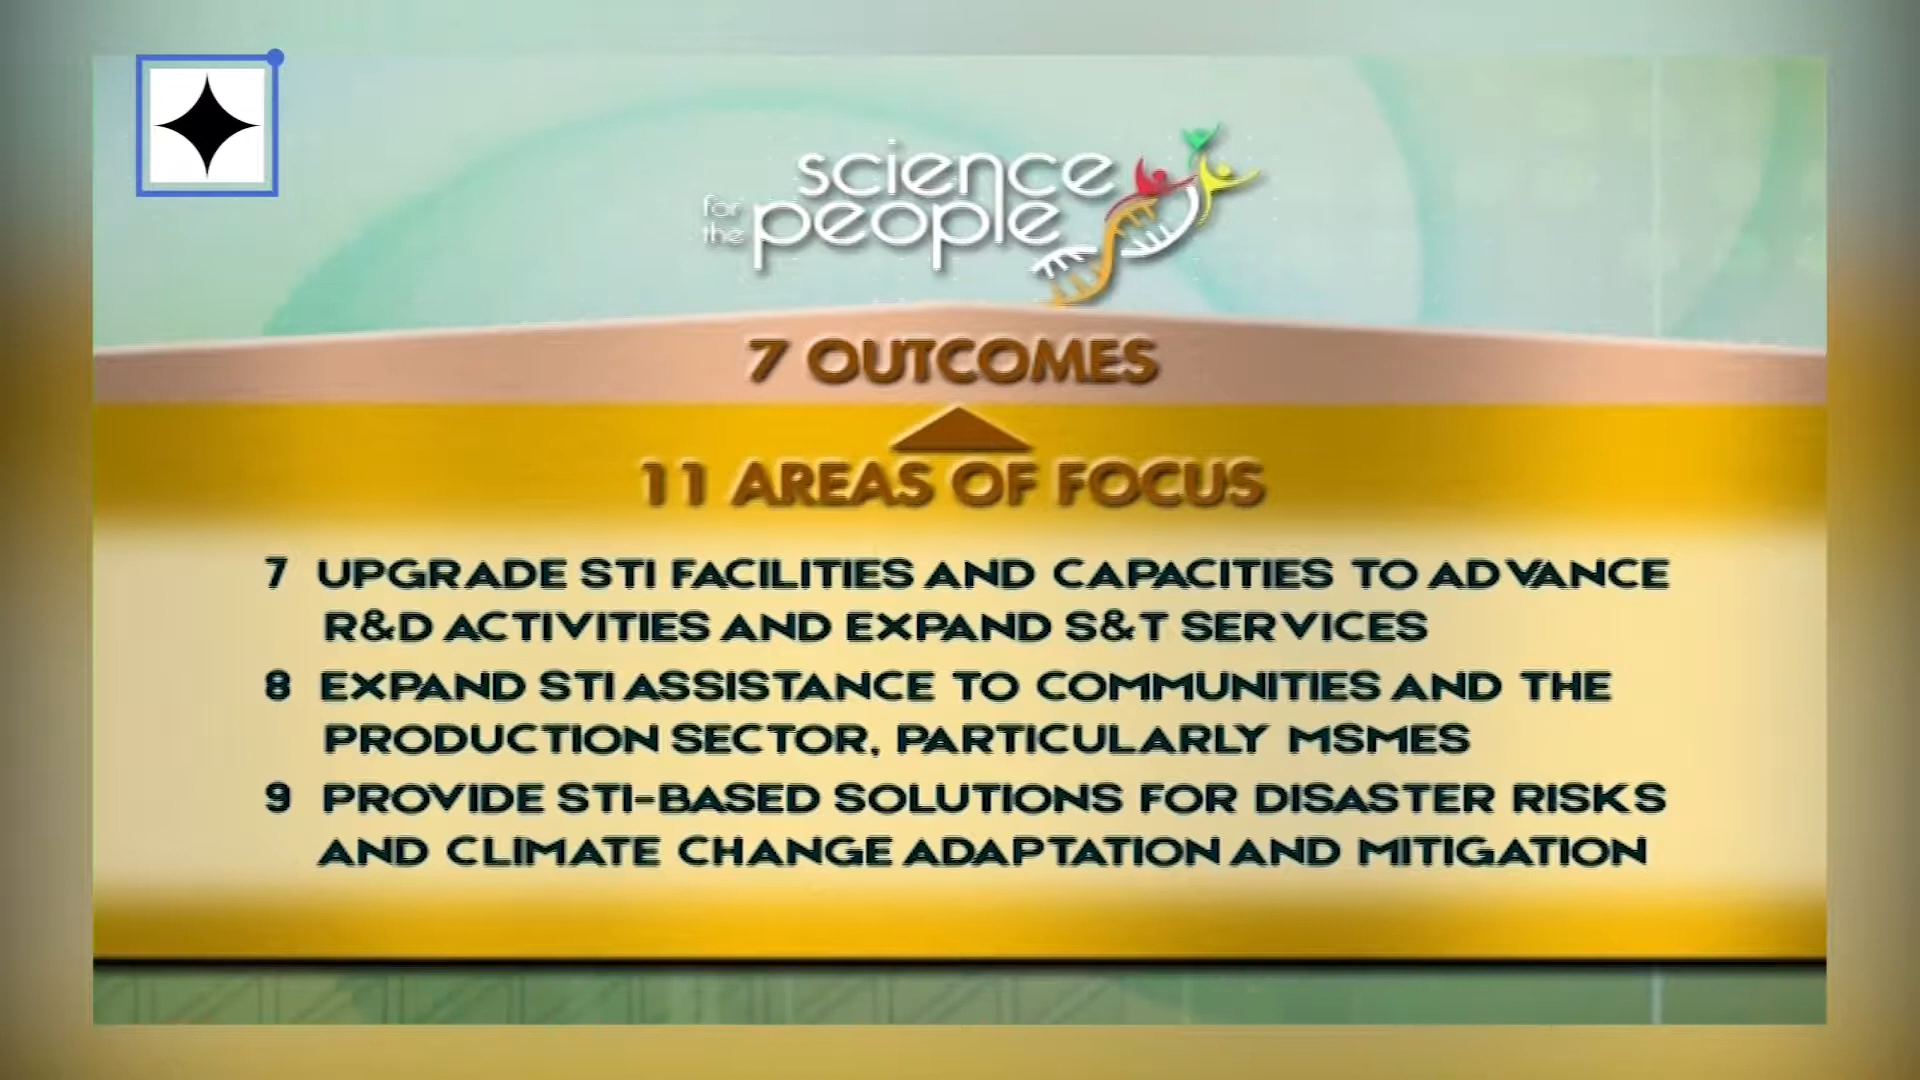 science
for the people
7 OUTCOMES
11 AREAS OF FOCUS
7 UPGRADE STI FACILITIES AND CAPACITIES TO ADVANCE
R&D ACTIVITIES AND EXPAND S&T SERVICES
8 EXPAND STI ASSISTANCE TO COMMUNITIES AND THE
PRODUCTION SECTOR, PARTICULARLY MSMES
9 PROVIDE STI-BASED SOLUTIONS FOR DISASTER RISKS
AND CLIMATE CHANGE ADAPTATION AND MITIGATION